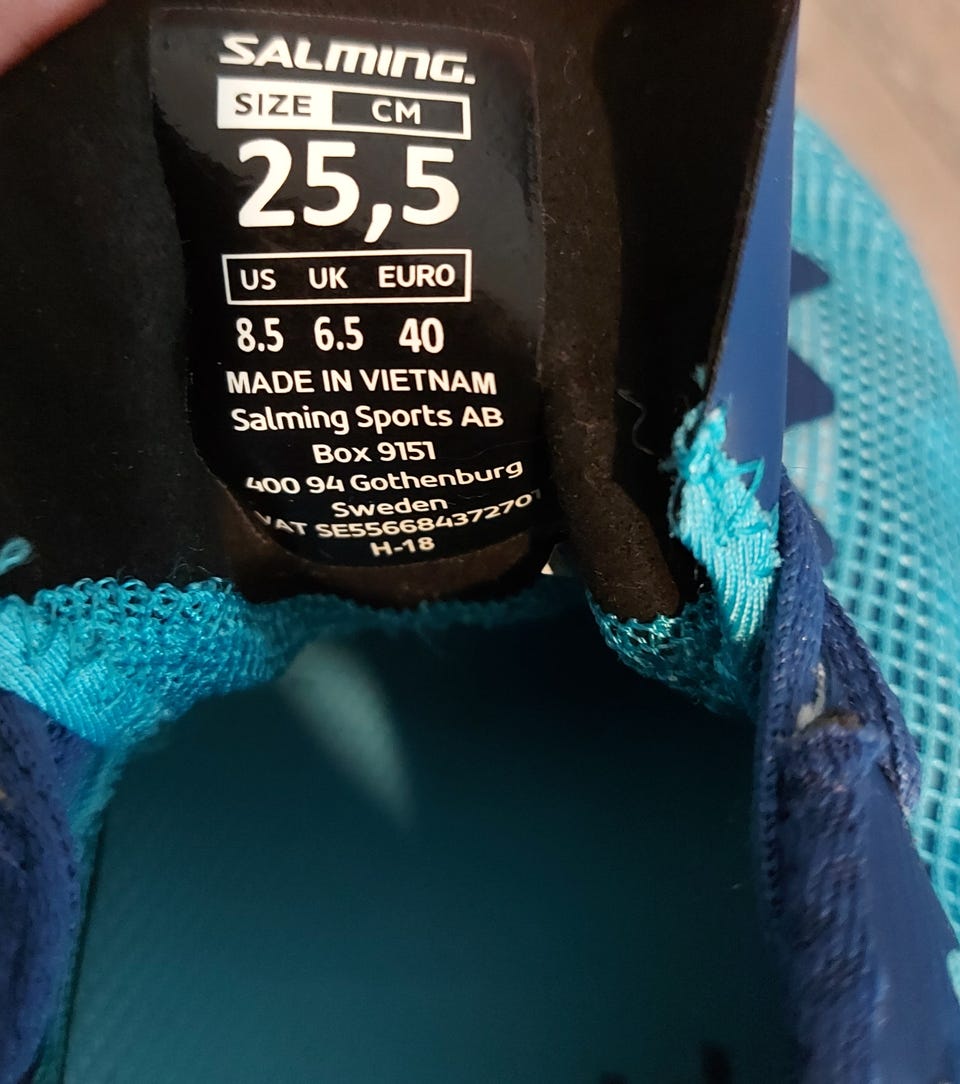 SALMING.
SIZE CM
25,5
US UK EURO
8.5 6.5 40
MADE IN VIETNAM
Salming Sports AB
Box 9151
400 94 Gothenburg
Sweden
VAT SE556684372701
H-18